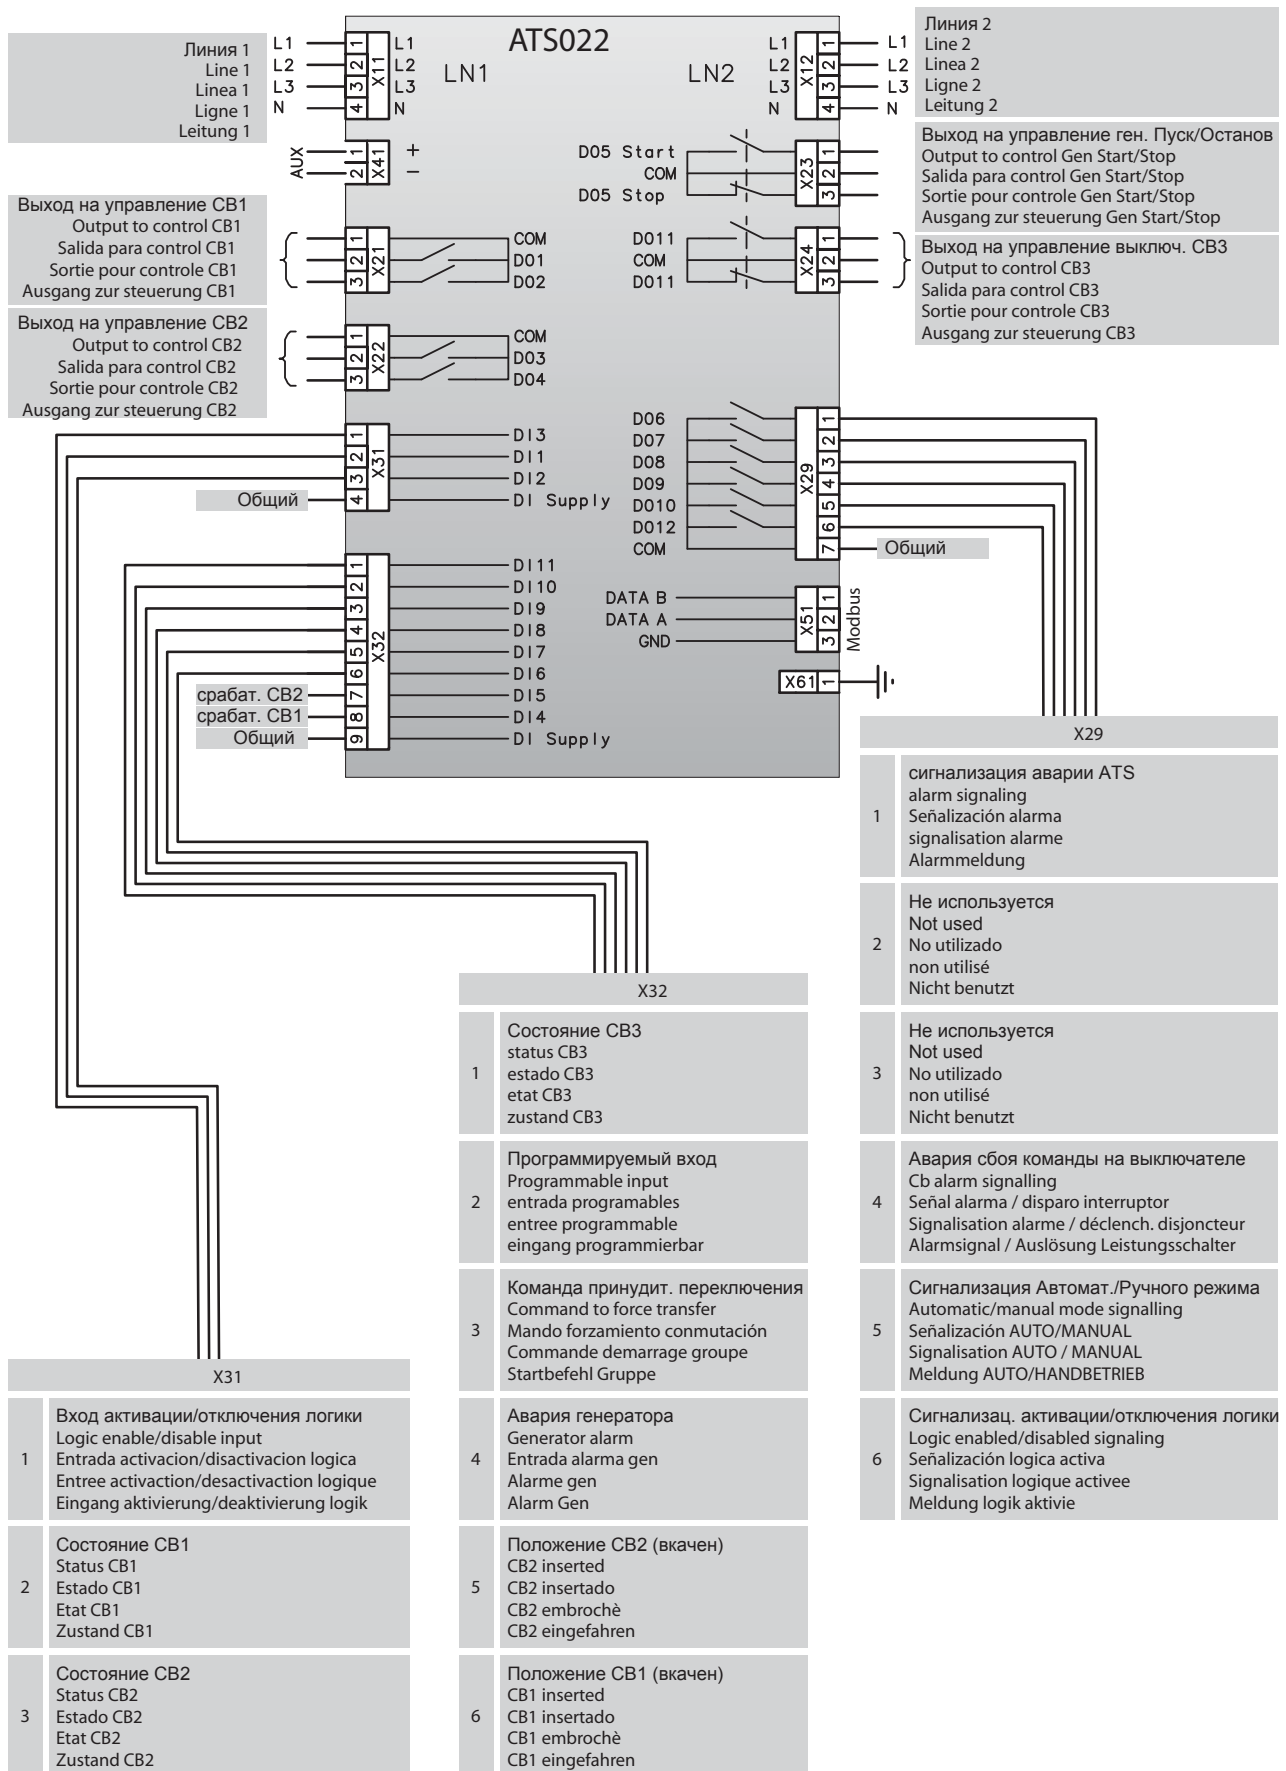 ATS022
LN1
LN2
Линия 1
Line 1
Linea 1
Ligne 1
Leitung 1
L1
L2
L3
N
1
2
3
4
X11
L1
L2
L3
N
L1
L2
L3
N
X12
1
2
3
4
L1
L2
L3
N
Линия 2
Line 2
Linea 2
Ligne 2
Leitung 2
AUX
1
2
X41
+
−
DO5 Start
COM
DO5 Stop
X23
1
2
3
Выход на управление ген. Пуск/Останов
Output to control Gen Start/Stop
Salida para control Gen Start/Stop
Sortie pour controle Gen Start/Stop
Ausgang zur steuerung Gen Start/Stop
Выход на управление CB1
Output to control CB1
Salida para control CB1
Sortie pour controle CB1
Ausgang zur steuerung CB1
1
2
3
X21
COM
DO1
DO2
DO11
COM
DO11
X24
1
2
3
Выход на управление выключ. CB3
Output to control CB3
Salida para control CB3
Sortie pour controle CB3
Ausgang zur steuerung CB3
Выход на управление CB2
Output to control CB2
Salida para control CB2
Sortie pour controle CB2
Ausgang zur steuerung CB2
1
2
3
X22
COM
DO3
DO4
Общий
1
2
3
4
X31
DI3
DI1
DI2
DI Supply
DO6
DO7
DO8
DO9
DO10
DO12
COM
X29
1
2
3
4
5
6
7
Общий
срабат. CB2
срабат. CB1
Общий
1
2
3
4
5
6
7
8
9
X32
DI11
DI10
DI9
DI8
DI7
DI6
DI5
DI4
DI Supply
DATA B
DATA A
GND
X51
1
2
3
Modbus
X61
1
X29
1
сигнализация аварии ATS
alarm signaling
Señalización alarma
signalisation alarme
Alarmmeldung
2
Не используется
Not used
No utilizado
non utilisé
Nicht benutzt
3
Не используется
Not used
No utilizado
non utilisé
Nicht benutzt
4
Авария сбоя команды на выключателе
Cb alarm signalling
Señal alarma / disparo interruptor
Signalisation alarme / déclench. disjoncteur
Alarmsignal / Auslösung Leistungsschalter
5
Сигнализация Автомат./Ручного режима
Automatic/manual mode signalling
Señalización AUTO/MANUAL
Signalisation AUTO / MANUAL
Meldung AUTO/HANDBETRIEB
6
Сигнализац. активации/отключения логики
Logic enabled/disabled signaling
Señalización logica activa
Signalisation logique activee
Meldung logik aktivie
X32
1
Состояние CB3
status CB3
estado CB3
etat CB3
zustand CB3
2
Программируемый вход
Programmable input
entrada programables
entree programmable
eingang programmierbar
3
Команда принудит. переключения
Command to force transfer
Mando forzamiento conmutación
Commande demarrage groupe
Startbefehl Gruppe
4
Авария генератора
Generator alarm
Entrada alarma gen
Alarme gen
Alarm Gen
5
Положение CB2 (вкачен)
CB2 inserted
CB2 insertado
CB2 embrochè
CB2 eingefahren
6
Положение CB1 (вкачен)
CB1 inserted
CB1 insertado
CB1 embrochè
CB1 eingefahren
X31
1
Вход активации/отключения логики
Logic enable/disable input
Entrada activacion/disactivacion logica
Entree activaction/desactivaction logique
Eingang aktivierung/deaktivierung logik
2
Состояние CB1
Status CB1
Estado CB1
Etat CB1
Zustand CB1
3
Состояние CB2
Status CB2
Estado CB2
Etat CB2
Zustand CB2